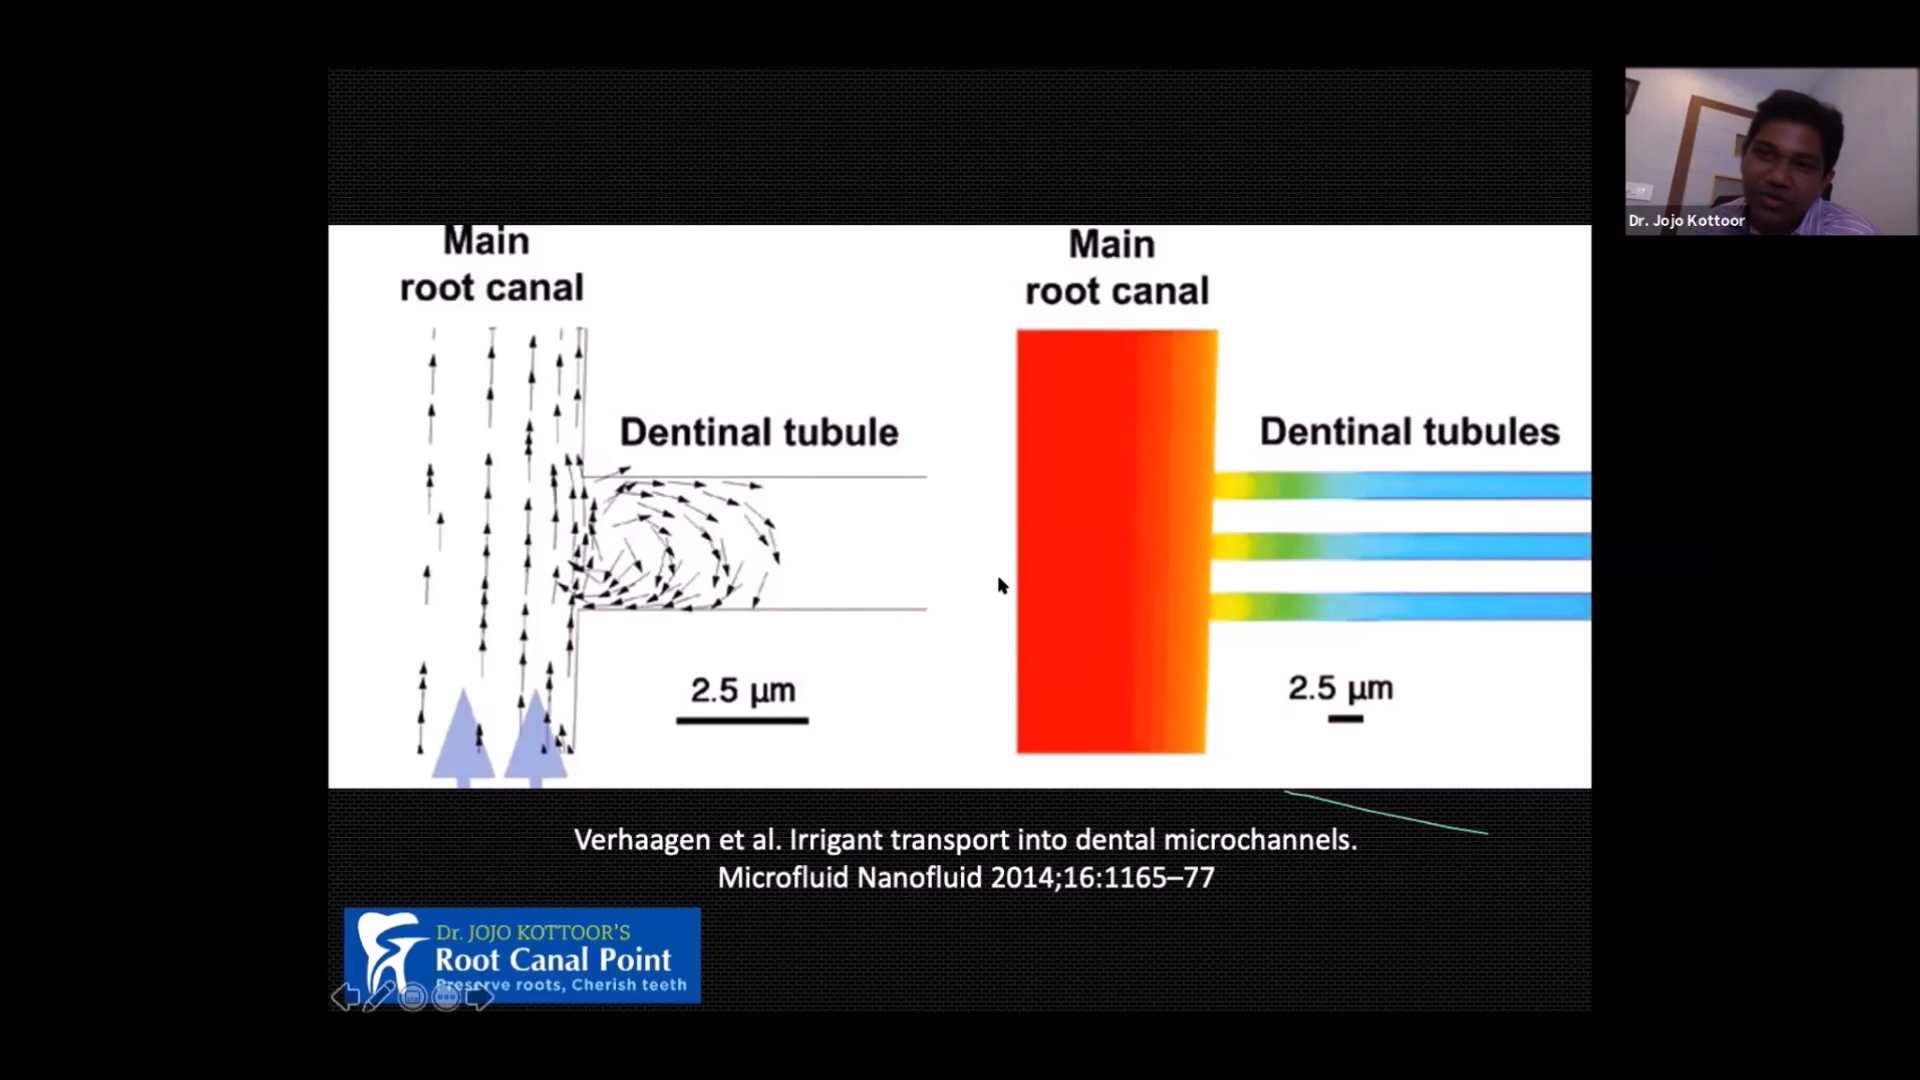 Main
root canal
Dentinal tubule
2.5 µm
Main
root canal
Dentinal tubules
2.5 µm
Verhaagen et al. Irrigant transport into dental microchannels.
Microfluid Nanofluid 2014;16:1165–77
Dr. JOJO KOTTOOR'S
Root Canal Point
Preserve roots, Cherish teeth
Dr. Jojo Kottoor